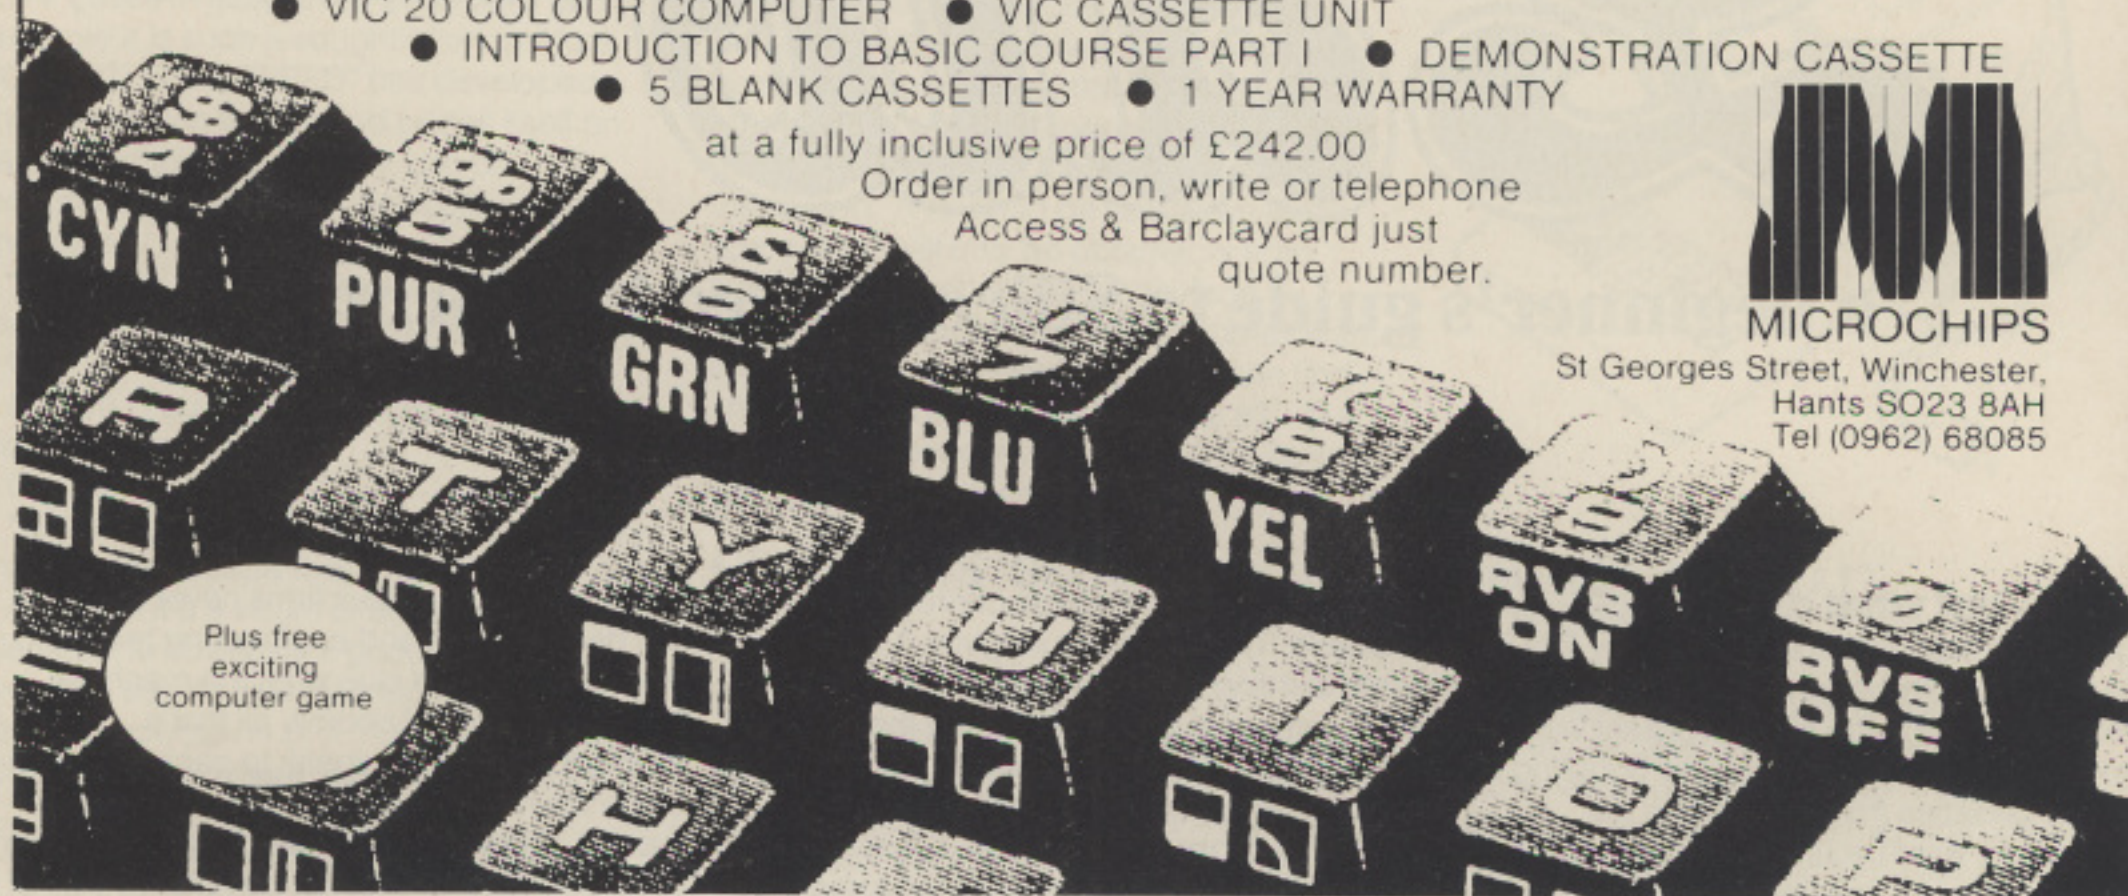 ● VIC 20 COLOUR COMPUTER ● VIC CASSETTE UNIT
● INTRODUCTION TO BASIC COURSE PART I ● DEMONSTRATION CASSETTE
● 5 BLANK CASSETTES ● 1 YEAR WARRANTY
at a fully inclusive price of £242.00
Order in person, write or telephone
Access & Barclaycard just
quote number.
MICROCHIPS
St Georges Street, Winchester,
Hants SO23 8AH
Tel (0962) 68085
$ % & ' ( )
4 5 6 7 8 9 0
CYN PUR GRN BLU YEL RVS ON RVS OFF
R T Y U I O P
H
Plus free
exciting
computer game